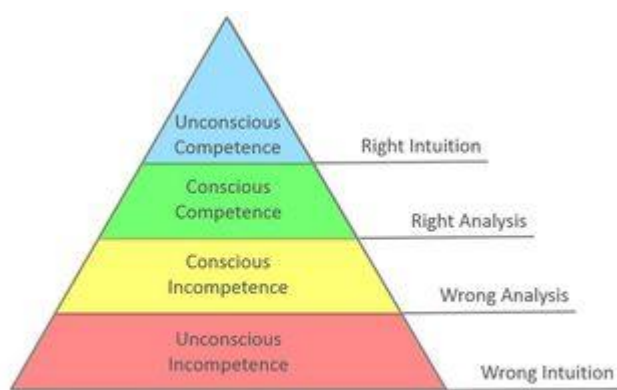 Unconscious
Competence
Right Intuition
Conscious
Competence
Right Analysis
Conscious
Incompetence
Wrong Analysis
Unconscious
Incompetence
Wrong Intuition